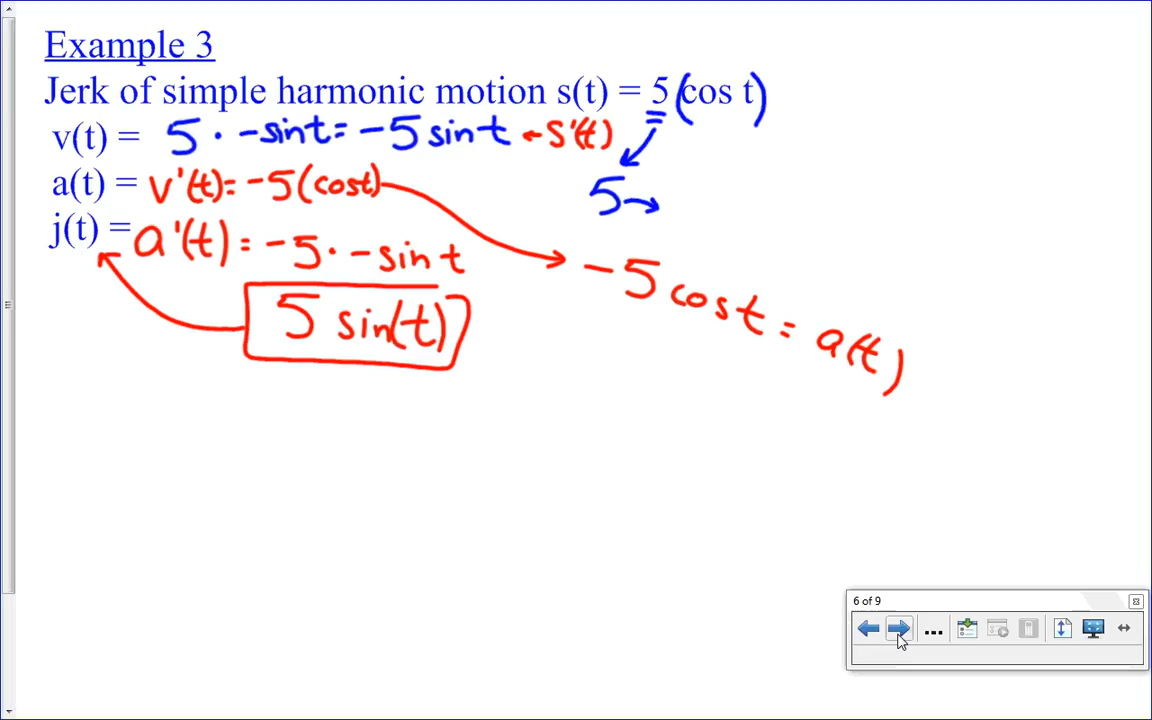 Example 3
Jerk of simple harmonic motion s(t) = 5(cos t)
v(t) = 5 · -sint = -5 sint ← s'(t)
5 →
a(t) = v'(t) = -5(cost)
j(t) = a'(t) = -5 · -sin t
-5 cos t = a(t)
5 sin(t)
6 of 9
...